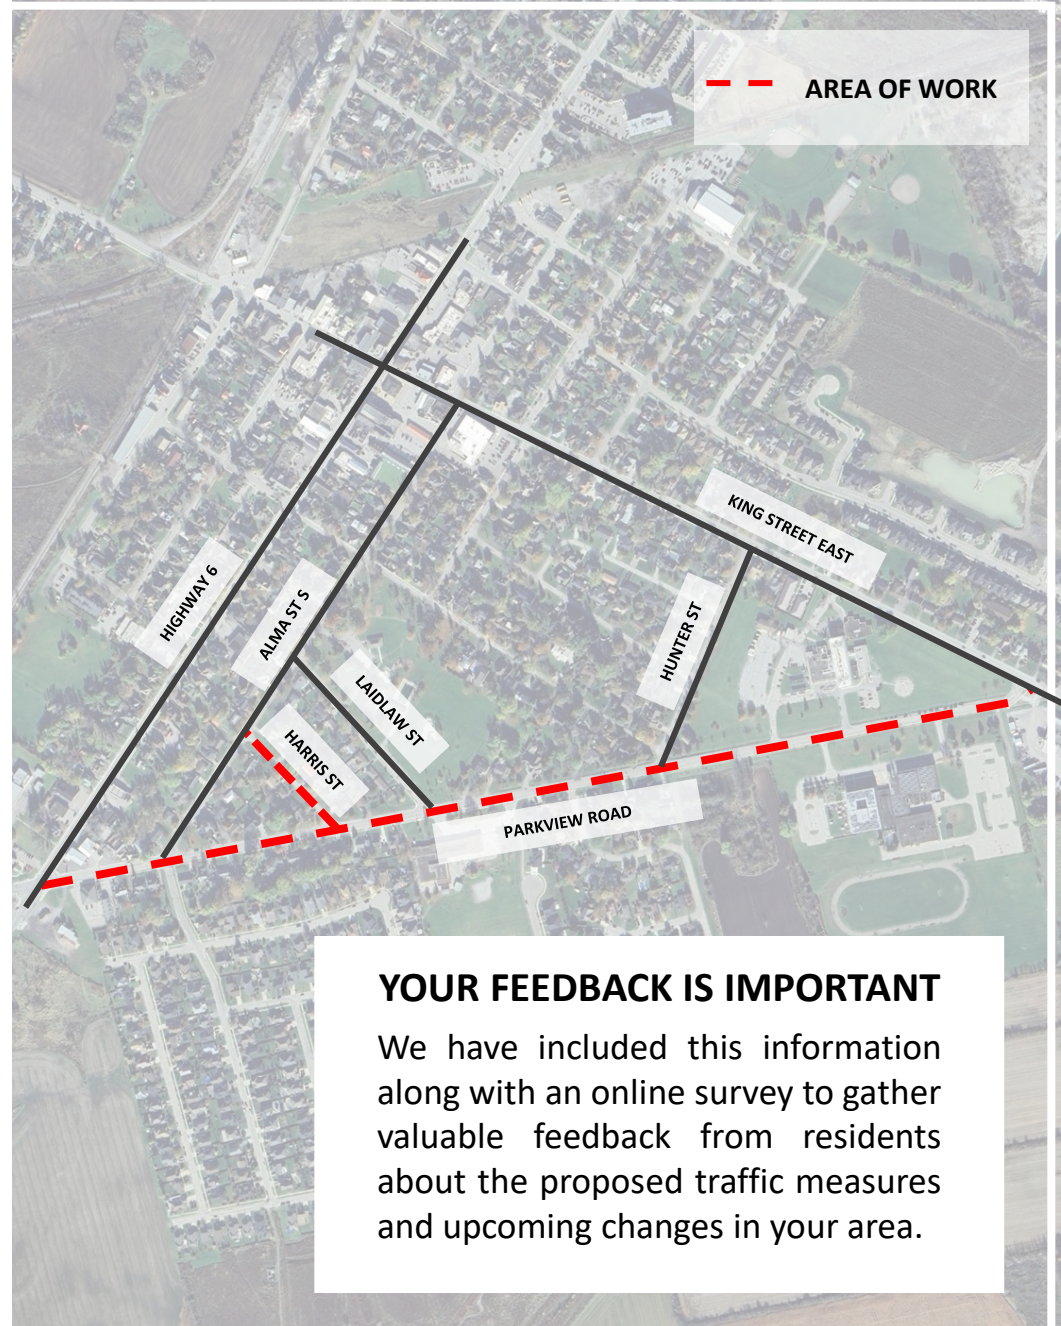 AREA OF WORK
KING STREET EAST
HIGHWAY 6
ALMA ST S
HUNTER ST
LAIDLAW ST
HARRIS ST
PARKVIEW ROAD
YOUR FEEDBACK IS IMPORTANT
We have included this information
along with an online survey to gather
valuable feedback from residents
about the proposed traffic measures
and upcoming changes in your area.